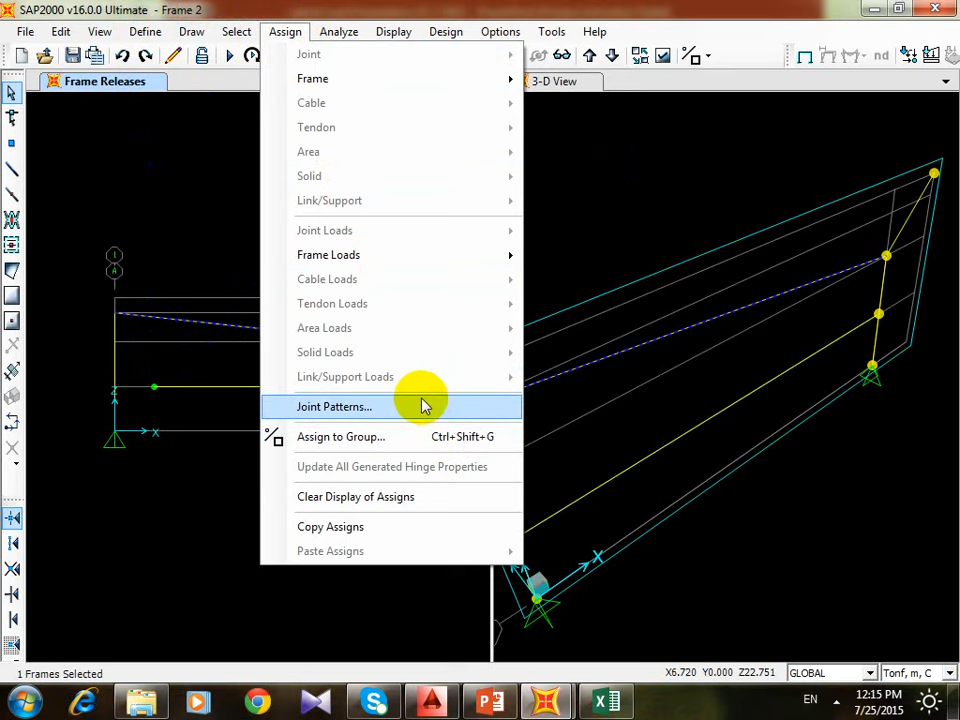 SAP2000 v16.0.0 Ultimate - Frame 2
File Edit View Define Draw Select Assign Analyze Display Design Options Tools Help
nd
Frame Releases
3-D View
Joint
Frame
Cable
Tendon
Area
Solid
Link/Support
Joint Loads
Frame Loads
Cable Loads
Tendon Loads
Area Loads
Solid Loads
Link/Support Loads
Joint Patterns...
Assign to Group... Ctrl+Shift+G
Update All Generated Hinge Properties
Clear Display of Assigns
Copy Assigns
Paste Assigns
1
A
Z
X
X
1 Frames Selected
X6.720 Y0.000 Z22.751
GLOBAL
Tonf, m, C
EN
12:15 PM
7/25/2015